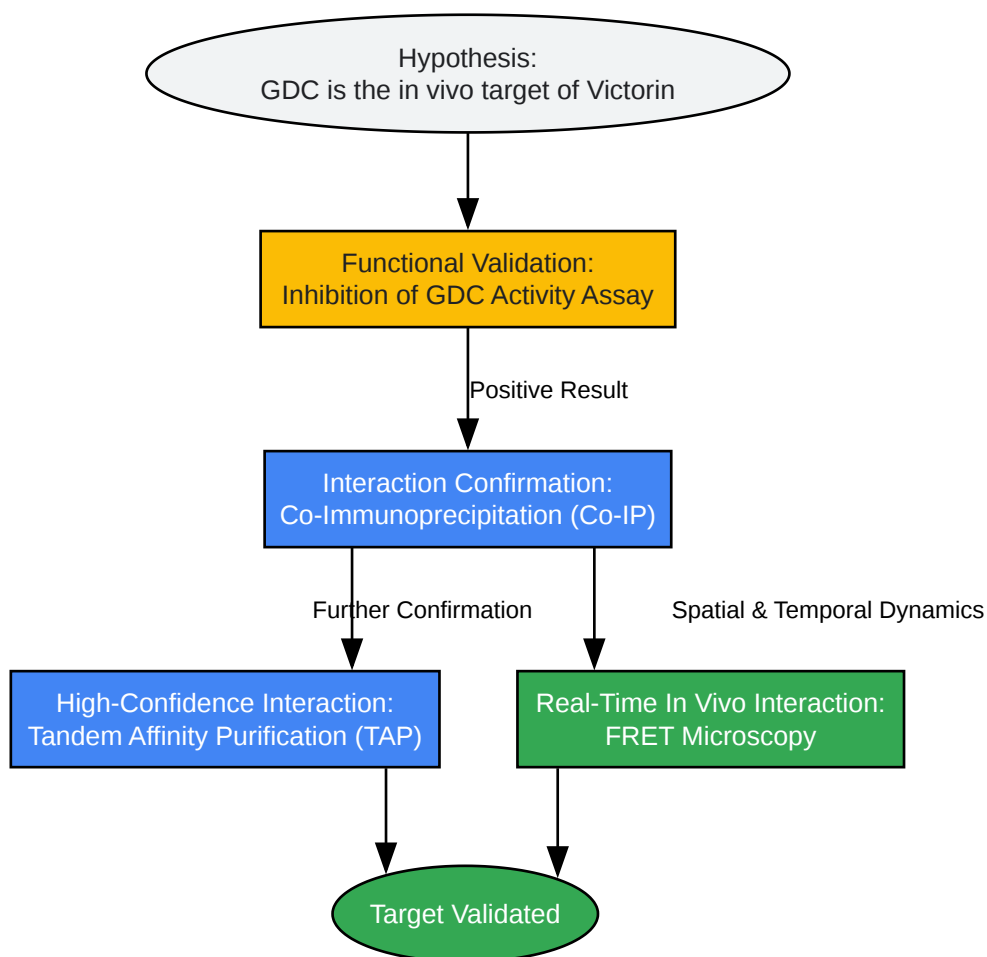 Hypothesis:
GDC is the in vivo target of Victorin
Functional Validation:
Inhibition of GDC Activity Assay
Positive Result
Interaction Confirmation:
Co-Immunoprecipitation (Co-IP)
Further Confirmation
Spatial & Temporal Dynamics
High-Confidence Interaction:
Tandem Affinity Purification (TAP)
Real-Time In Vivo Interaction:
FRET Microscopy
Target Validated